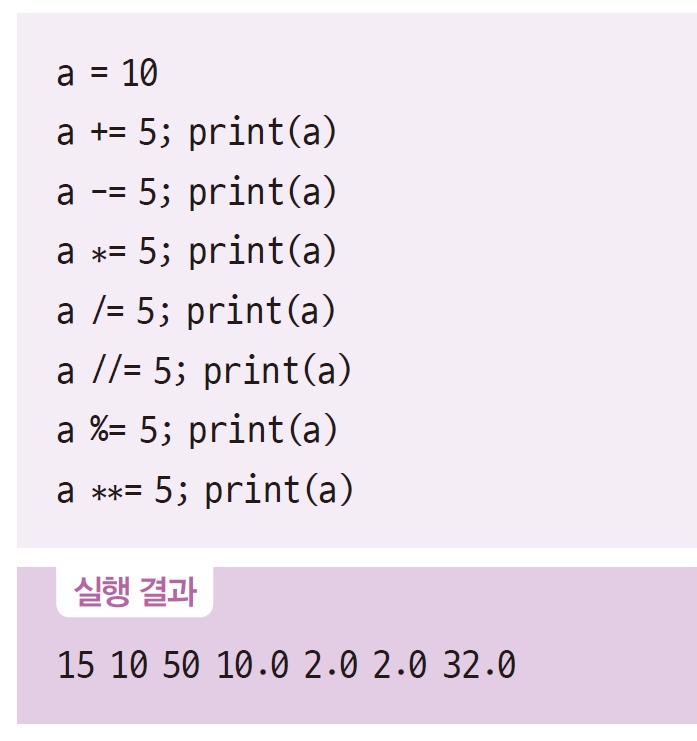 a = 10
a += 5; print(a)
a -= 5; print(a)
a *= 5; print(a)
a /= 5; print(a)
a //= 5; print(a)
a %= 5; print(a)
a **= 5; print(a)
실행 결과
15 10 50 10.0 2.0 2.0 32.0